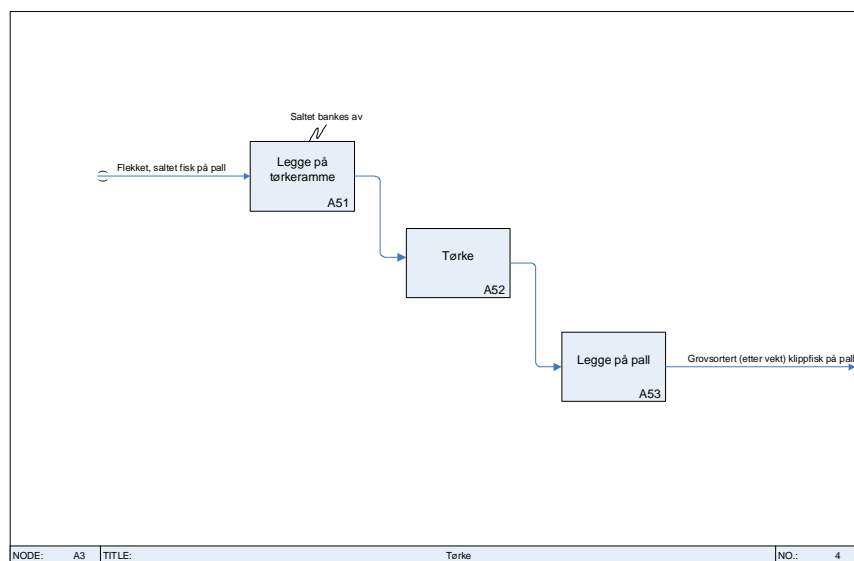 Saltet bankes av
Flekket, saltet fisk på pall
Legge på
tørkeramme
A51
Tørke
A52
Legge på pall
A53
Grovsortert (etter vekt) klippfisk på pall
NODE: A3 TITLE: Tørke NO.: 4